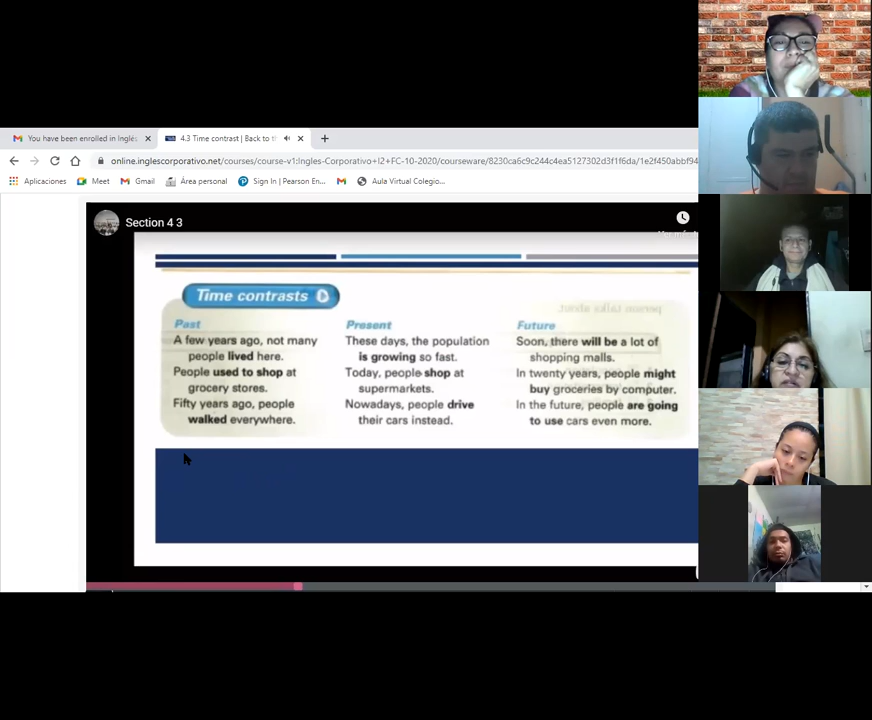 You have been enrolled in Inglés
4.3 Time contrast | Back to th
online.inglescorporativo.net/courses/course-v1:Ingles-Corporativo+I2+FC-10-2020/courseware/8230ca6c9c244c4ea5127302d3f1f6da/1e2f450abbf94
Aplicaciones Meet Gmail Área personal Sign In | Pearson En... Aula Virtual Colegio...
Section 4 3
Time contrasts
Past
A few years ago, not many
people lived here.
People used to shop at
grocery stores.
Fifty years ago, people
walked everywhere.
Present
These days, the population
is growing so fast.
Today, people shop at
supermarkets.
Nowadays, people drive
their cars instead.
Future
Soon, there will be a lot of
shopping malls.
In twenty years, people might
buy groceries by computer.
In the future, people are going
to use cars even more.